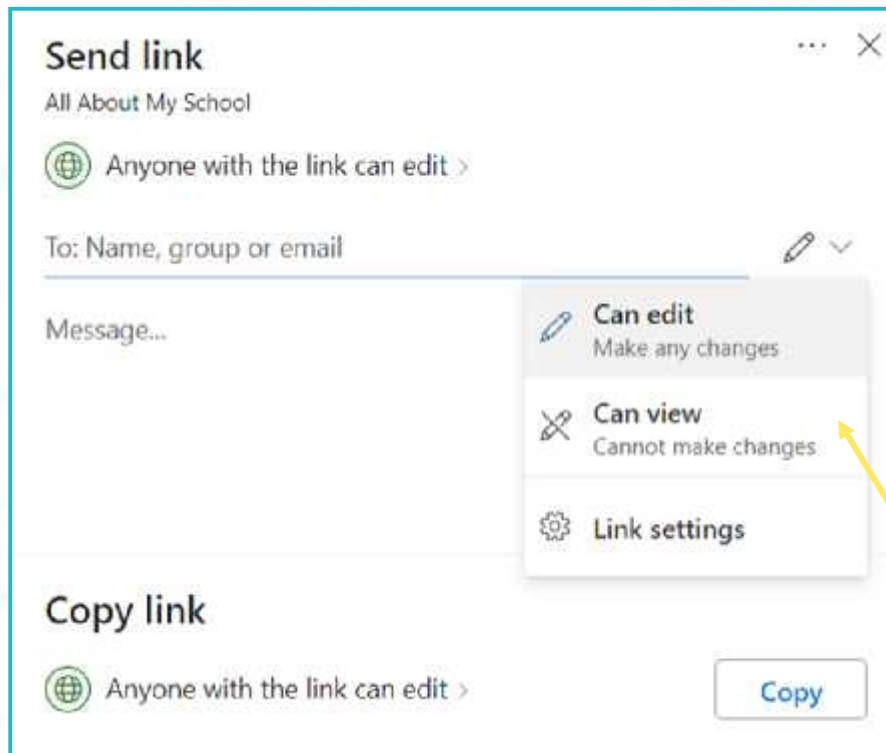 Send link
All About My School
Anyone with the link can edit >
To: Name, group or email
Message...
Can edit
Make any changes
Can view
Cannot make changes
Link settings
Copy link
Anyone with the link can edit >
Copy